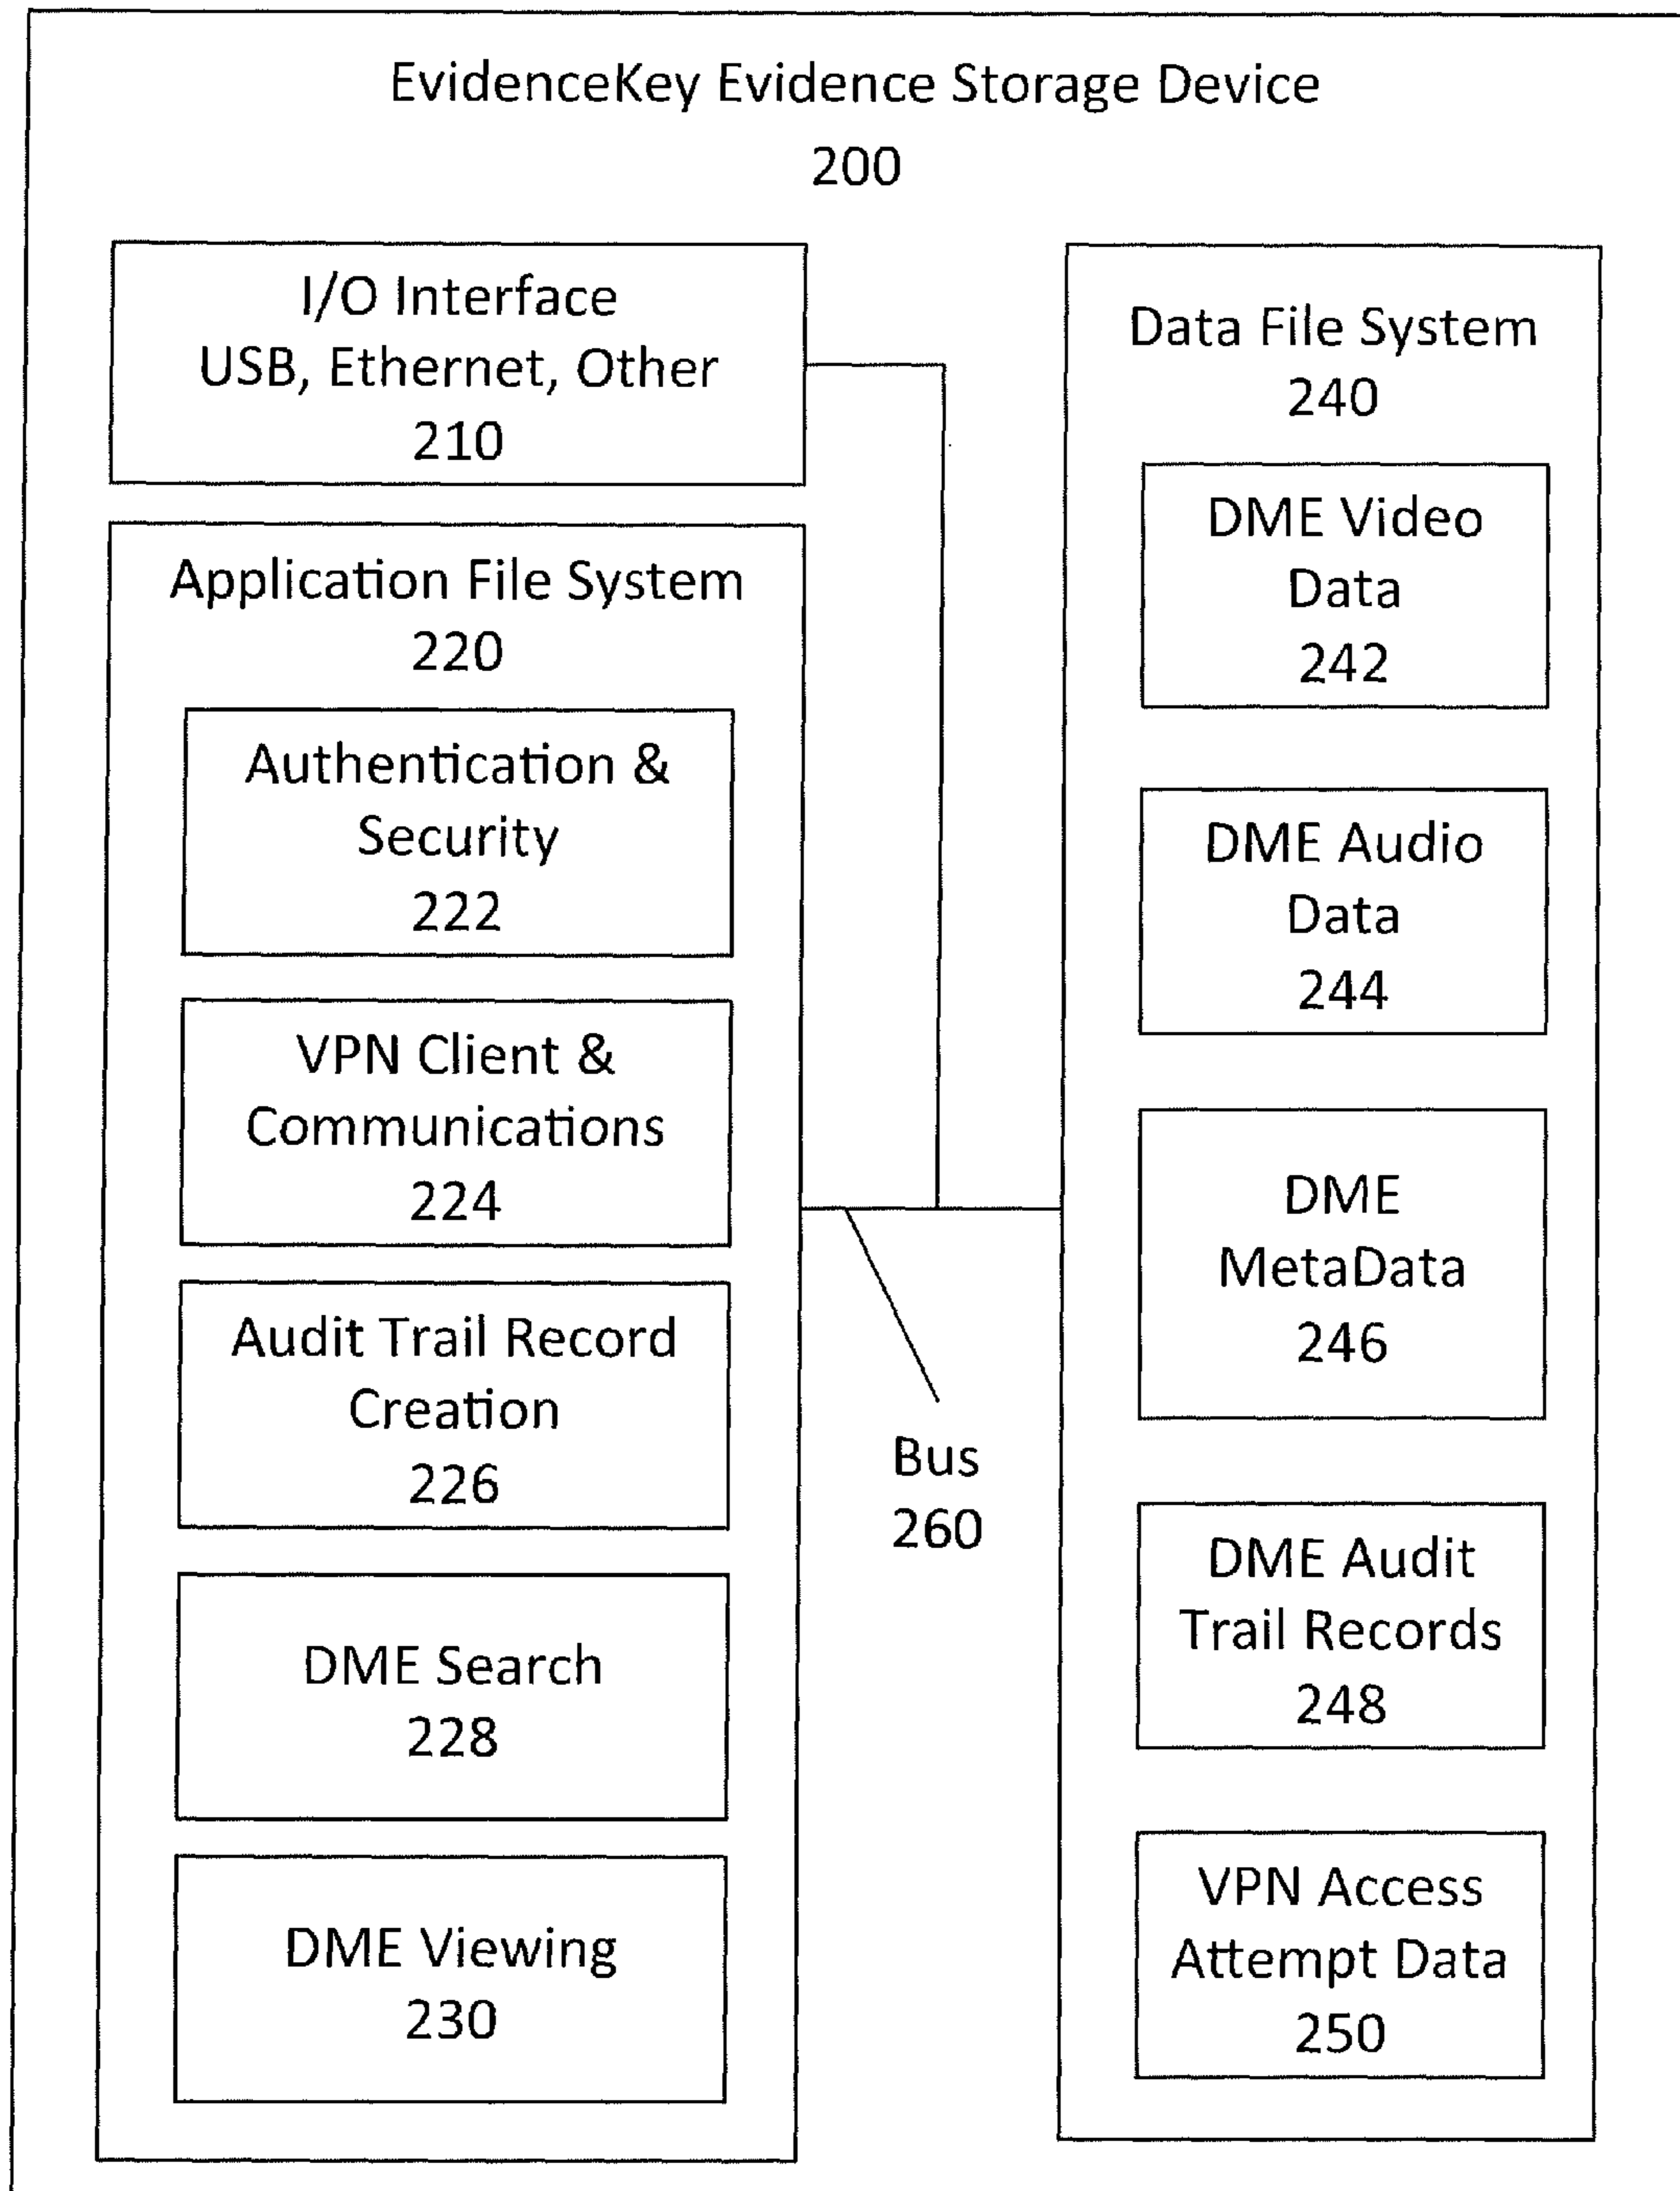 EvidenceKey Evidence Storage Device
200
I/O Interface
USB, Ethernet, Other
210
Application File System
220
Authentication &
Security
222
VPN Client &
Communications
224
Audit Trail Record
Creation
226
DME Search
228
DME Viewing
230
Bus
260
Data File System
240
DME Video
Data
242
DME Audio
Data
244
DME
MetaData
246
DME Audit
Trail Records
248
VPN Access
Attempt Data
250